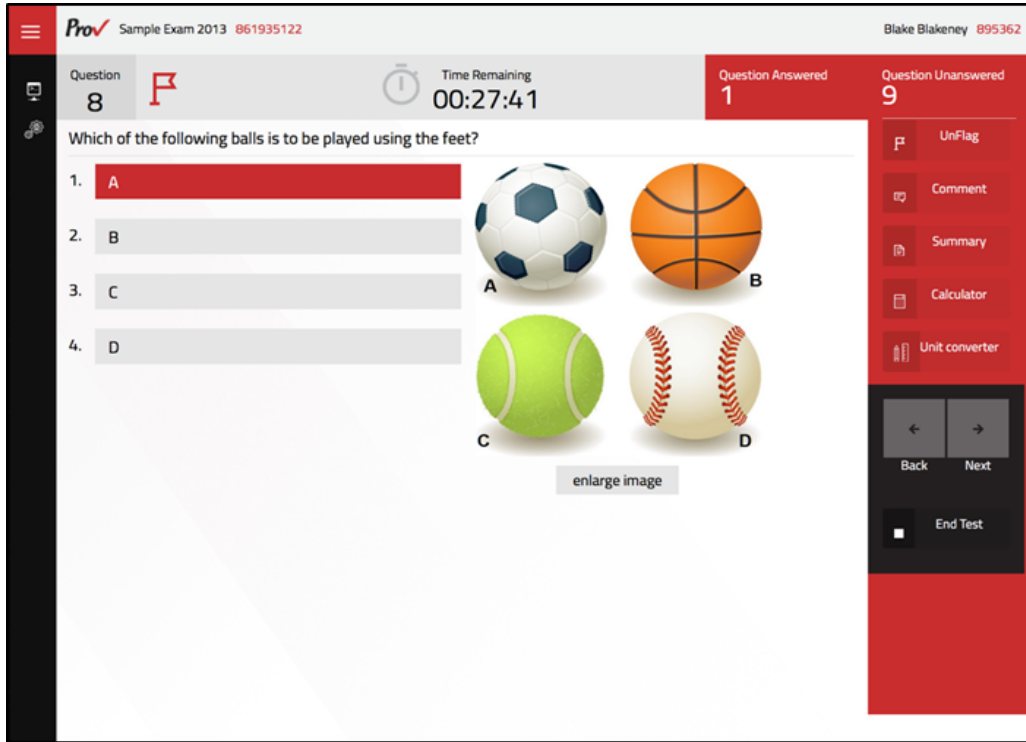 Prov Sample Exam 2013 861935122 Blake Blakeney 895362
Question
8
Time Remaining
00:27:41
Question Answered
1
Question Unanswered
9
Which of the following balls is to be played using the feet?
1. A
2. B
3. C
4. D
A
B
C
D
enlarge image
UnFlag
Comment
Summary
Calculator
Unit converter
Back Next
End Test